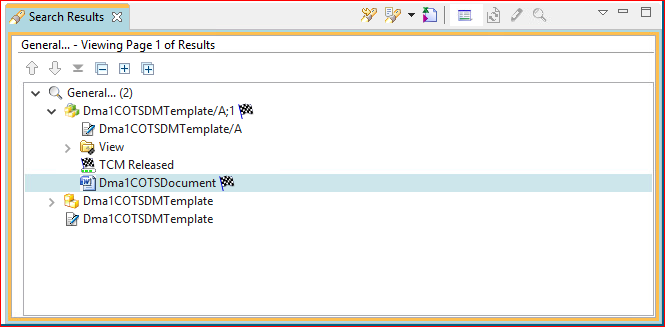 Search Results
General... - Viewing Page 1 of Results
General... (2)
Dma1COTSDMTemplate/A;1
Dma1COTSDMTemplate/A
View
TCM Released
Dma1COTSDocument
Dma1COTSDMTemplate
Dma1COTSDMTemplate